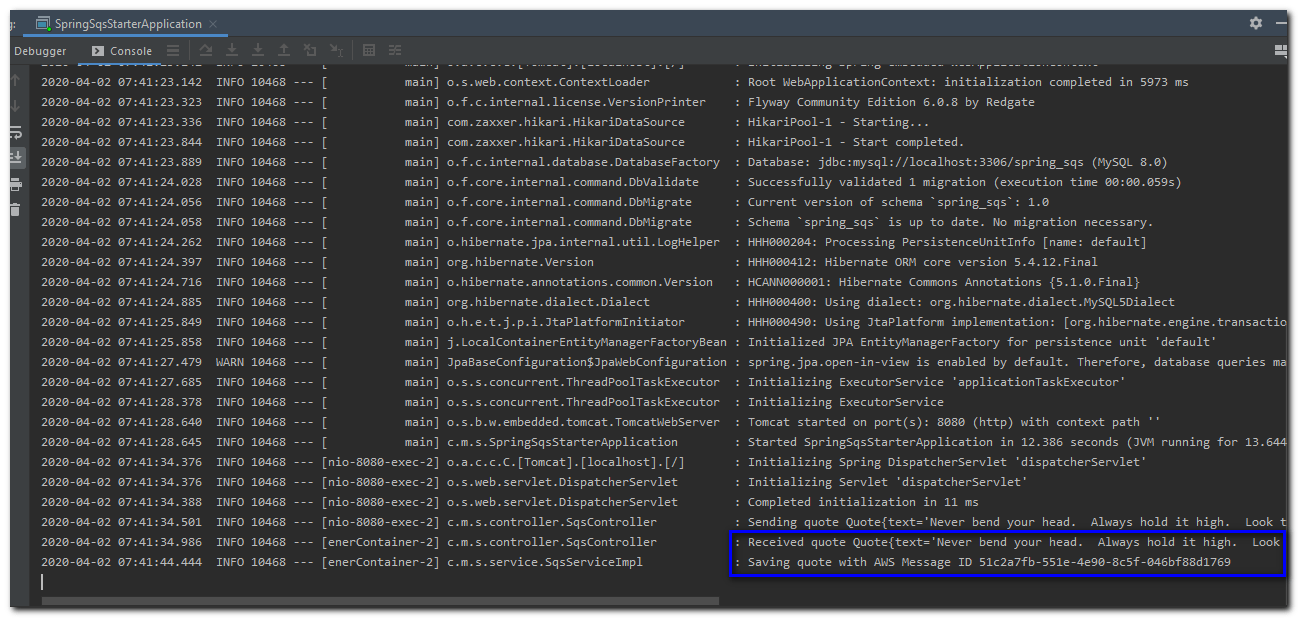 g:
SpringSqsStarterApplication
Debugger
Console
2020-04-02 07:41:23.142  INFO 10468 --- [           main] o.s.web.context.ContextLoader            : Root WebApplicationContext: initialization completed in 5973 ms
2020-04-02 07:41:23.323  INFO 10468 --- [           main] o.f.c.internal.license.VersionPrinter    : Flyway Community Edition 6.0.8 by Redgate
2020-04-02 07:41:23.336  INFO 10468 --- [           main] com.zaxxer.hikari.HikariDataSource       : HikariPool-1 - Starting...
2020-04-02 07:41:23.844  INFO 10468 --- [           main] com.zaxxer.hikari.HikariDataSource       : HikariPool-1 - Start completed.
2020-04-02 07:41:23.889  INFO 10468 --- [           main] o.f.c.internal.database.DatabaseFactory  : Database: jdbc:mysql://localhost:3306/spring_sqs (MySQL 8.0)
2020-04-02 07:41:24.028  INFO 10468 --- [           main] o.f.core.internal.command.DbValidate     : Successfully validated 1 migration (execution time 00:00.059s)
2020-04-02 07:41:24.056  INFO 10468 --- [           main] o.f.core.internal.command.DbMigrate      : Current version of schema `spring_sqs`: 1.0
2020-04-02 07:41:24.058  INFO 10468 --- [           main] o.f.core.internal.command.DbMigrate      : Schema `spring_sqs` is up to date. No migration necessary.
2020-04-02 07:41:24.262  INFO 10468 --- [           main] o.hibernate.jpa.internal.util.LogHelper  : HHH000204: Processing PersistenceUnitInfo [name: default]
2020-04-02 07:41:24.397  INFO 10468 --- [           main] org.hibernate.Version                    : HHH000412: Hibernate ORM core version 5.4.12.Final
2020-04-02 07:41:24.716  INFO 10468 --- [           main] o.hibernate.annotations.common.Version   : HCANN000001: Hibernate Commons Annotations {5.1.0.Final}
2020-04-02 07:41:24.885  INFO 10468 --- [           main] org.hibernate.dialect.Dialect            : HHH000400: Using dialect: org.hibernate.dialect.MySQL5Dialect
2020-04-02 07:41:25.849  INFO 10468 --- [           main] o.h.e.t.j.p.i.JtaPlatformInitiator       : HHH000490: Using JtaPlatform implementation: [org.hibernate.engine.transactio
2020-04-02 07:41:25.858  INFO 10468 --- [           main] j.LocalContainerEntityManagerFactoryBean : Initialized JPA EntityManagerFactory for persistence unit 'default'
2020-04-02 07:41:27.479  WARN 10468 --- [           main] JpaBaseConfiguration$JpaWebConfiguration : spring.jpa.open-in-view is enabled by default. Therefore, database queries ma
2020-04-02 07:41:27.685  INFO 10468 --- [           main] o.s.s.concurrent.ThreadPoolTaskExecutor  : Initializing ExecutorService 'applicationTaskExecutor'
2020-04-02 07:41:28.378  INFO 10468 --- [           main] o.s.s.concurrent.ThreadPoolTaskExecutor  : Initializing ExecutorService
2020-04-02 07:41:28.640  INFO 10468 --- [           main] o.s.b.w.embedded.tomcat.TomcatWebServer  : Tomcat started on port(s): 8080 (http) with context path ''
2020-04-02 07:41:28.645  INFO 10468 --- [           main] c.m.s.SpringSqsStarterApplication        : Started SpringSqsStarterApplication in 12.386 seconds (JVM running for 13.644
2020-04-02 07:41:34.376  INFO 10468 --- [nio-8080-exec-2] o.a.c.c.C.[Tomcat].[localhost].[/]       : Initializing Spring DispatcherServlet 'dispatcherServlet'
2020-04-02 07:41:34.376  INFO 10468 --- [nio-8080-exec-2] o.s.web.servlet.DispatcherServlet        : Initializing Servlet 'dispatcherServlet'
2020-04-02 07:41:34.388  INFO 10468 --- [nio-8080-exec-2] o.s.web.servlet.DispatcherServlet        : Completed initialization in 11 ms
2020-04-02 07:41:34.501  INFO 10468 --- [nio-8080-exec-2] c.m.s.controller.SqsController           : Sending quote Quote{text='Never bend your head.  Always hold it high.  Look t
2020-04-02 07:41:34.986  INFO 10468 --- [enerContainer-2] c.m.s.controller.SqsController           : Received quote Quote{text='Never bend your head.  Always hold it high.  Look
2020-04-02 07:41:44.444  INFO 10468 --- [enerContainer-2] c.m.s.service.SqsServiceImpl             : Saving quote with AWS Message ID 51c2a7fb-551e-4e90-8c5f-046bf88d1769